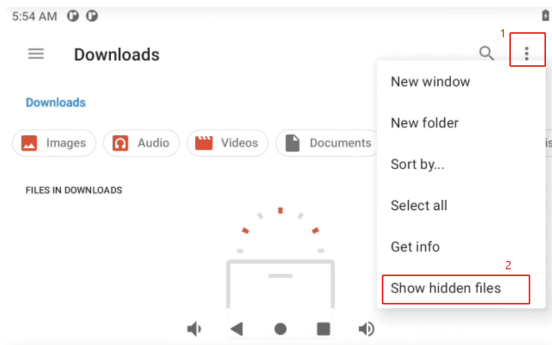 5:54 AM
1
Downloads
New window
Downloads
New folder
Images
Audio
Videos
Documents
Sort by...
FILES IN DOWNLOADS
Select all
Get info
2
Show hidden files